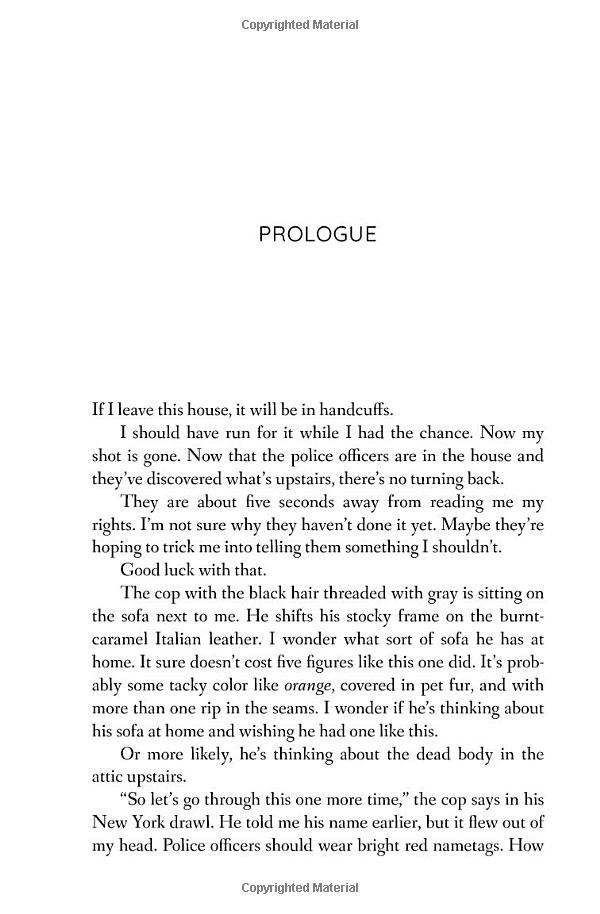 Copyrighted Material
PROLOGUE
If I leave this house, it will be in handcuffs.
I should have run for it while I had the chance. Now my
shot is gone. Now that the police officers are in the house and
they’ve discovered what’s upstairs, there’s no turning back.
They are about five seconds away from reading me my
rights. I’m not sure why they haven’t done it yet. Maybe they’re
hoping to trick me into telling them something I shouldn’t.
Good luck with that.
The cop with the black hair threaded with gray is sitting on
the sofa next to me. He shifts his stocky frame on the burnt-
caramel Italian leather. I wonder what sort of sofa he has at
home. It sure doesn’t cost five figures like this one did. It’s prob-
ably some tacky color like orange, covered in pet fur, and with
more than one rip in the seams. I wonder if he’s thinking about
his sofa at home and wishing he had one like this.
Or more likely, he’s thinking about the dead body in the
attic upstairs.
“So let’s go through this one more time,” the cop says in his
New York drawl. He told me his name earlier, but it flew out of
my head. Police officers should wear bright red nametags. How
Copyrighted Material